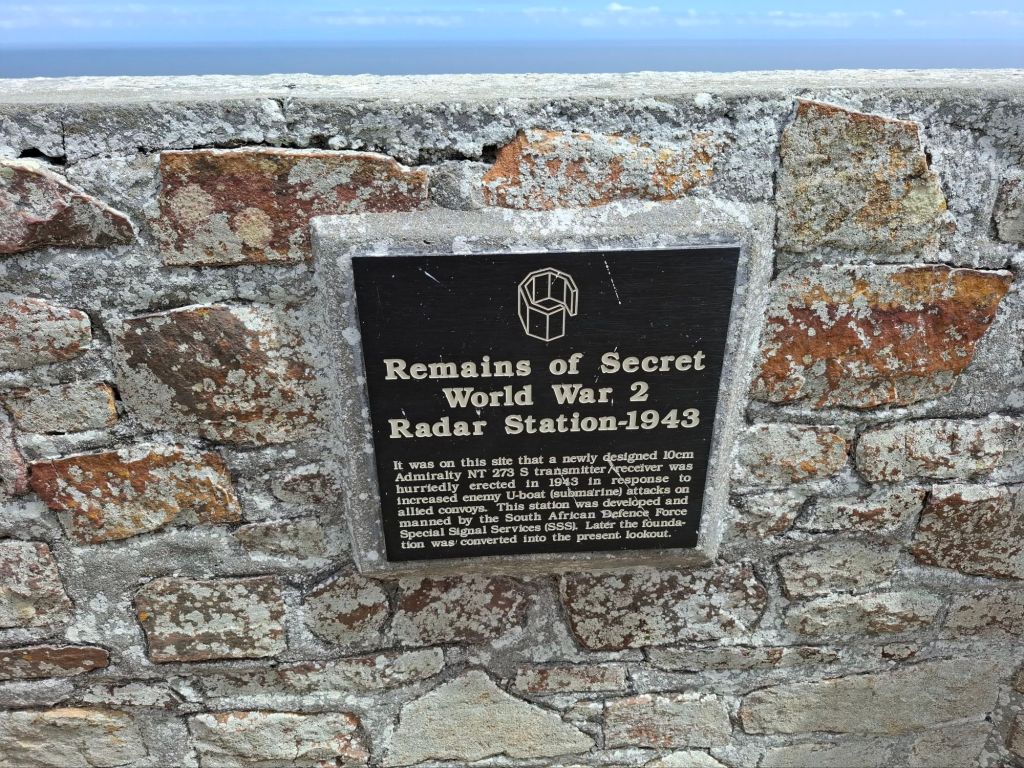 Remains of Secret
World War 2
Radar Station-1943
It was on this site that a newly designed 10cm
Admiralty NT 273 S transmitter/receiver was
hurriedly erected in 1943 in response to
increased enemy U-boat (submarine) attacks on
allied convoys. This station was developed and
manned by the South African Defence Force
Special Signal Services (SSS). Later the founda-
tion was converted into the present lookout.